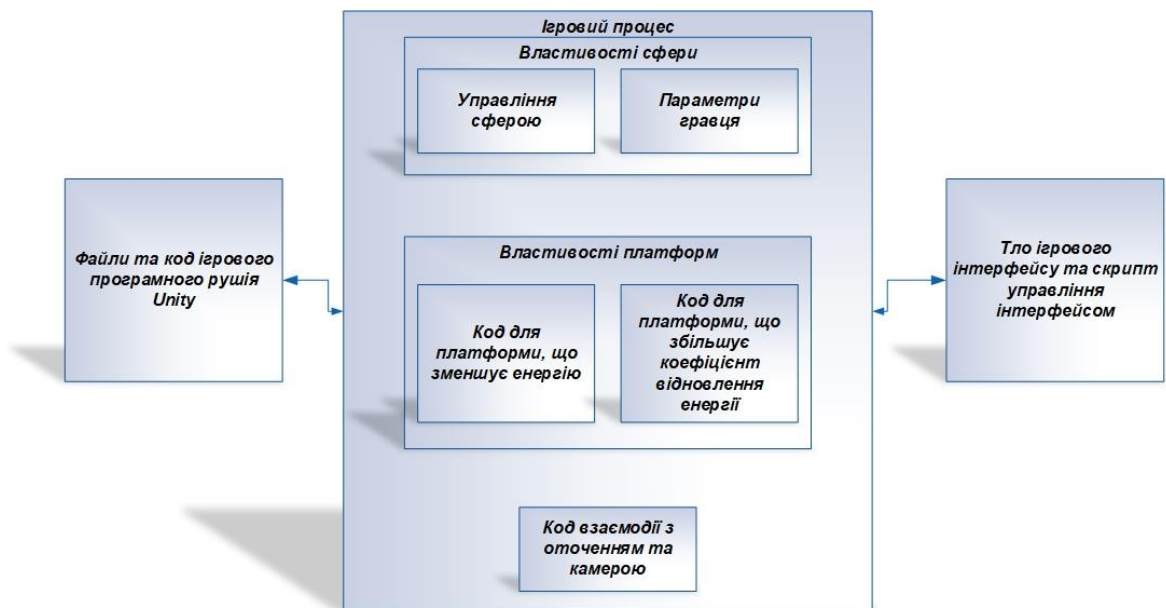 Ігровий процес
Властивості сфери
Управління
сферою
Параметри
гравця
Файли та код ігрового
програмного рушія
Unity
Властивості платформ
Код для
платформи, що
зменшує енергію
Код для
платформи, що
збільшує
коефіцієнт
відновлення
енергії
Тло ігрового
інтерфейсу та скрипт
управління
інтерфейсом
Код взаємодії з
оточенням та
камерою